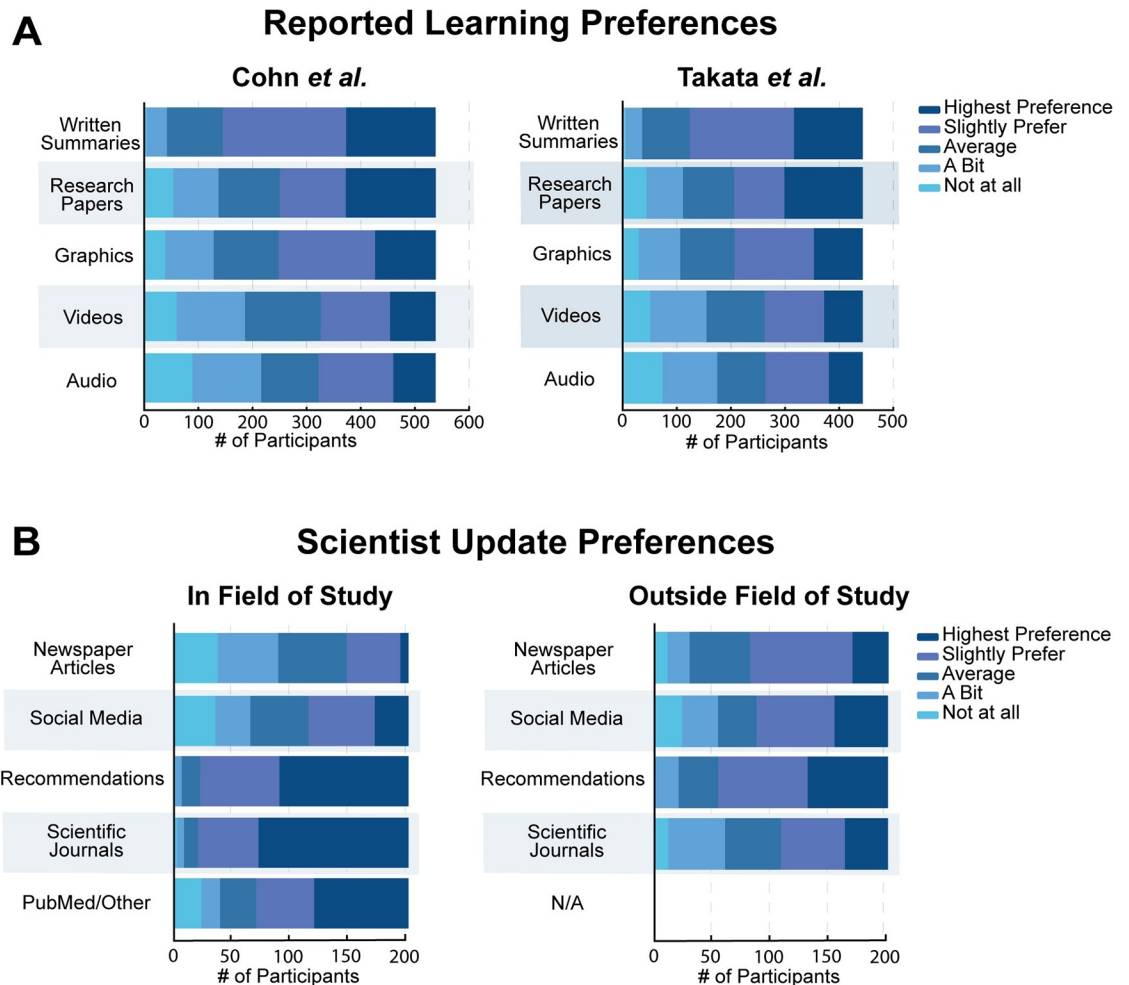 A
Reported Learning Preferences
Cohn et al.
Written
Summaries
Research
Papers
Graphics
Videos
Audio
0 100 200 300 400 500 600
# of Participants
Takata et al.
Written
Summaries
Research
Papers
Graphics
Videos
Audio
0 100 200 300 400 500
# of Participants
Highest Preference
Slightly Prefer
Average
A Bit
Not at all
B
Scientist Update Preferences
In Field of Study
Newspaper
Articles
Social Media
Recommendations
Scientific
Journals
PubMed/Other
0 50 100 150 200
# of Participants
Outside Field of Study
Newspaper
Articles
Social Media
Recommendations
Scientific
Journals
N/A
0 50 100 150 200
# of Participants
Highest Preference
Slightly Prefer
Average
A Bit
Not at all